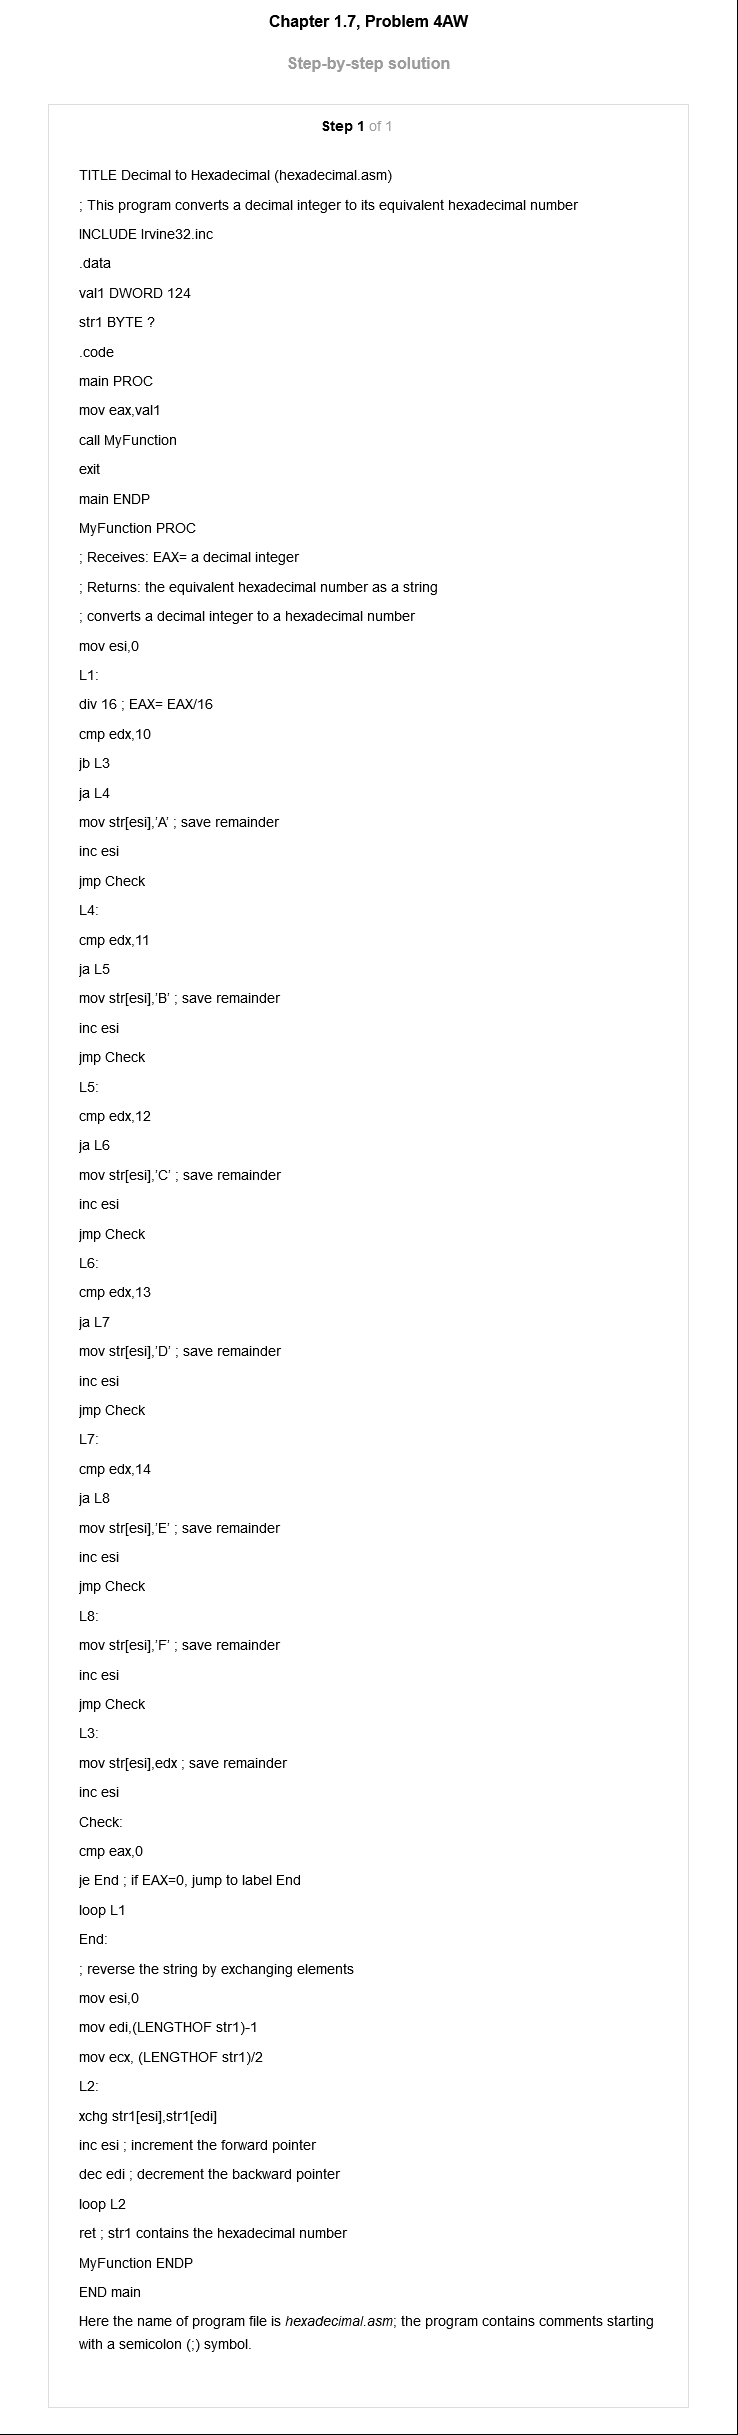 Chapter 1.7, Problem 4AW
Step-by-step solution
Step 1 of 1
TITLE Decimal to Hexadecimal (hexadecimal.asm)
; This program converts a decimal integer to its equivalent hexadecimal number
INCLUDE Irvine32.inc
.data
val1 DWORD 124
str1 BYTE ?
.code
main PROC
mov eax,val1
call MyFunction
exit
main ENDP
MyFunction PROC
; Receives: EAX= a decimal integer
; Returns: the equivalent hexadecimal number as a string
; converts a decimal integer to a hexadecimal number
mov esi,0
L1:
div 16 ; EAX= EAX/16
cmp edx,10
jb L3
ja L4
mov str[esi],’A’ ; save remainder
inc esi
jmp Check
L4:
cmp edx,11
ja L5
mov str[esi],’B’ ; save remainder
inc esi
jmp Check
L5:
cmp edx,12
ja L6
mov str[esi],’C’ ; save remainder
inc esi
jmp Check
L6:
cmp edx,13
ja L7
mov str[esi],’D’ ; save remainder
inc esi
jmp Check
L7:
cmp edx,14
ja L8
mov str[esi],’E’ ; save remainder
inc esi
jmp Check
L8:
mov str[esi],’F’ ; save remainder
inc esi
jmp Check
L3:
mov str[esi],edx ; save remainder
inc esi
Check:
cmp eax,0
je End ; if EAX=0, jump to label End
loop L1
End:
; reverse the string by exchanging elements
mov esi,0
mov edi,(LENGTHOF str1)-1
mov ecx, (LENGTHOF str1)/2
L2:
xchg str1[esi],str1[edi]
inc esi ; increment the forward pointer
dec edi ; decrement the backward pointer
loop L2
ret ; str1 contains the hexadecimal number
MyFunction ENDP
END main
Here the name of program file is hexadecimal.asm; the program contains comments starting
with a semicolon (;) symbol.